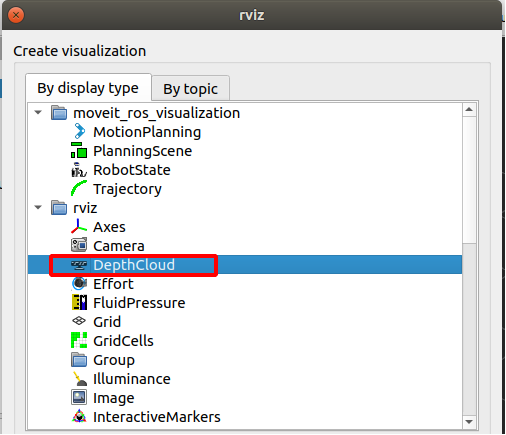 rviz
Create visualization
By display type By topic
moveit_ros_visualization
MotionPlanning
PlanningScene
RobotState
Trajectory
rviz
Axes
Camera
DepthCloud
Effort
FluidPressure
Grid
GridCells
Group
Illuminance
Image
InteractiveMarkers